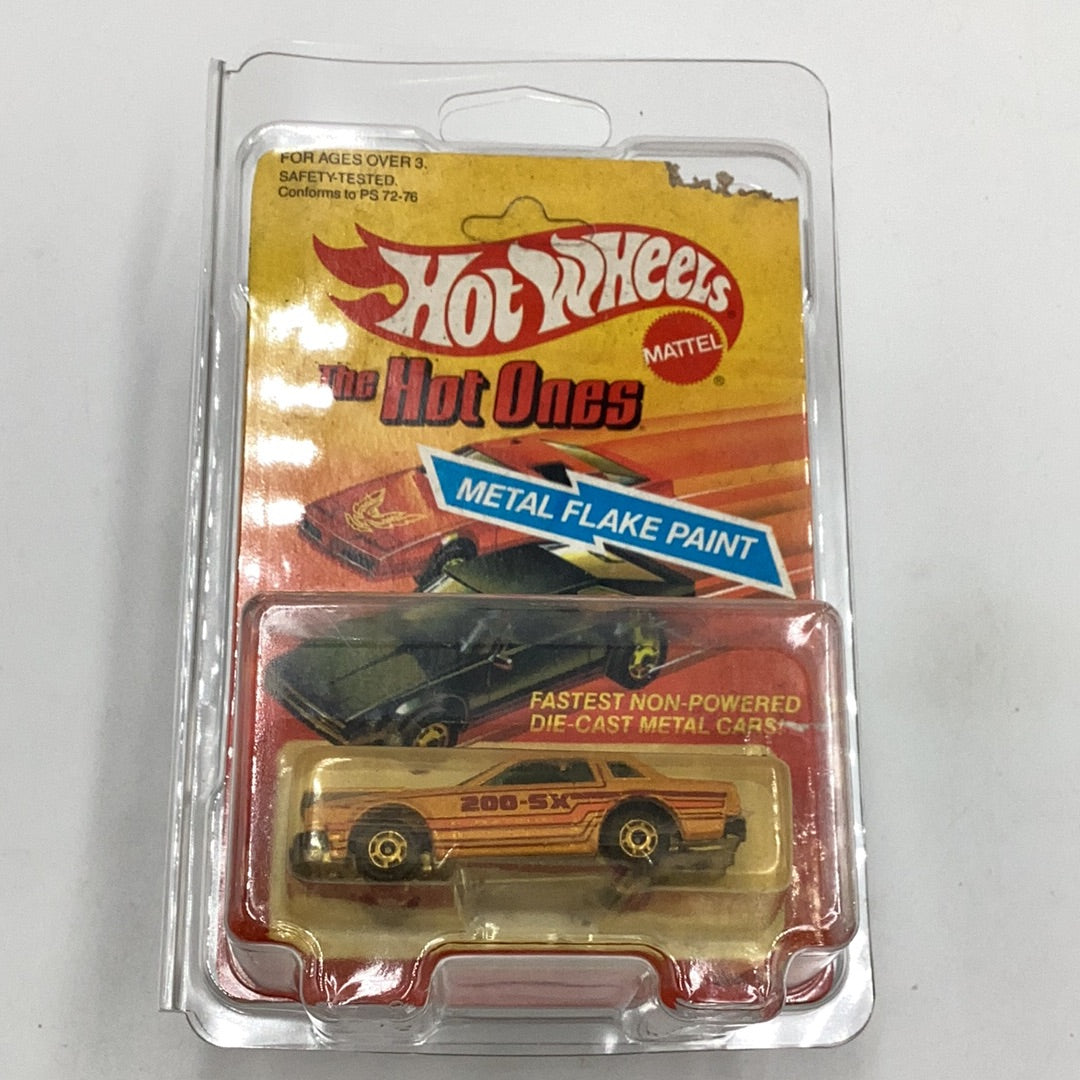 FOR AGES OVER 3.
SAFETY-TESTED.
Conforms to PS 72-76
Hot Wheels®
MATTEL
®
The Hot Ones
METAL FLAKE PAINT
FASTEST NON-POWERED
DIE-CAST METAL CARS!
200-SX